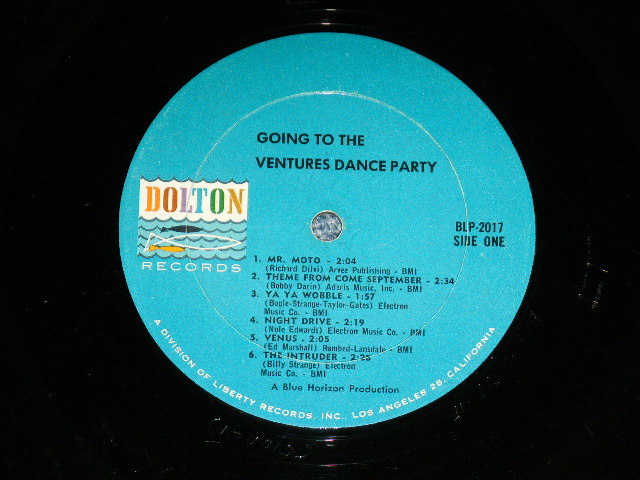 GOING TO THE
VENTURES DANCE PARTY
DOLTON
RECORDS
BLP-2017
SIDE ONE
1. MR. MOTO - 2:04
(Richard Dilvi) Arvee Publishing - BMI
2. THEME FROM COME SEPTEMBER - 2:34
(Bobby Darin) Adaris Music, Inc. - BMI
3. YA YA WOBBLE - 1:57
(Bogle-Strange-Taylor-Gates) Electron
Music Co. - BMI
4. NIGHT DRIVE - 2:19
(Nole Edwards) Electron Music Co. - BMI
5. VENUS - 2:05
(Ed Marshall) Rambed-Lansdale - BMI
6. THE INTRUDER - 2:25
(Billy Strange) Electron
Music Co. - BMI
A Blue Horizon Production
A DIVISION OF LIBERTY RECORDS, INC., LOS ANGELES 28, CALIFORNIA